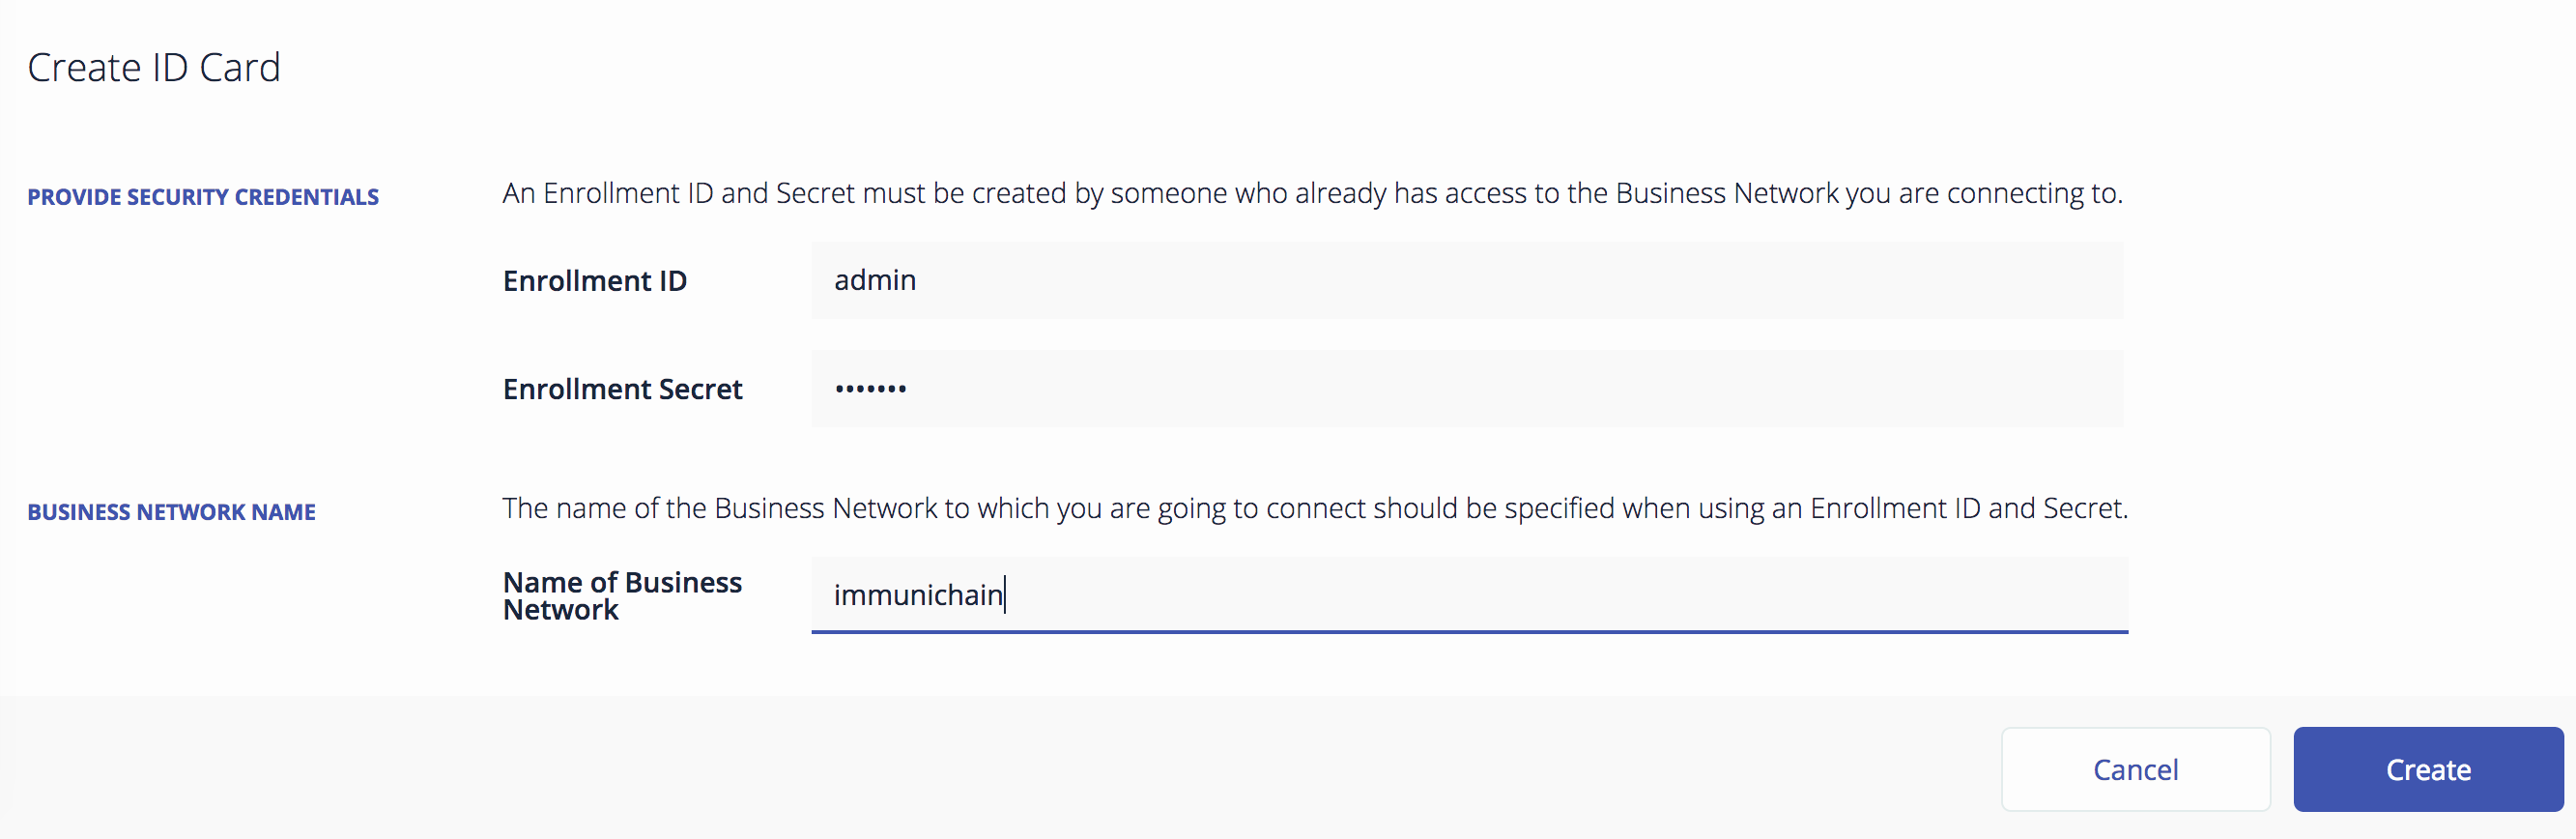 Create ID Card
PROVIDE SECURITY CREDENTIALS
An Enrollment ID and Secret must be created by someone who already has access to the Business Network you are connecting to.
Enrollment ID
admin
Enrollment Secret
•••••••
BUSINESS NETWORK NAME
The name of the Business Network to which you are going to connect should be specified when using an Enrollment ID and Secret.
Name of Business
Network
immunichain
Cancel
Create